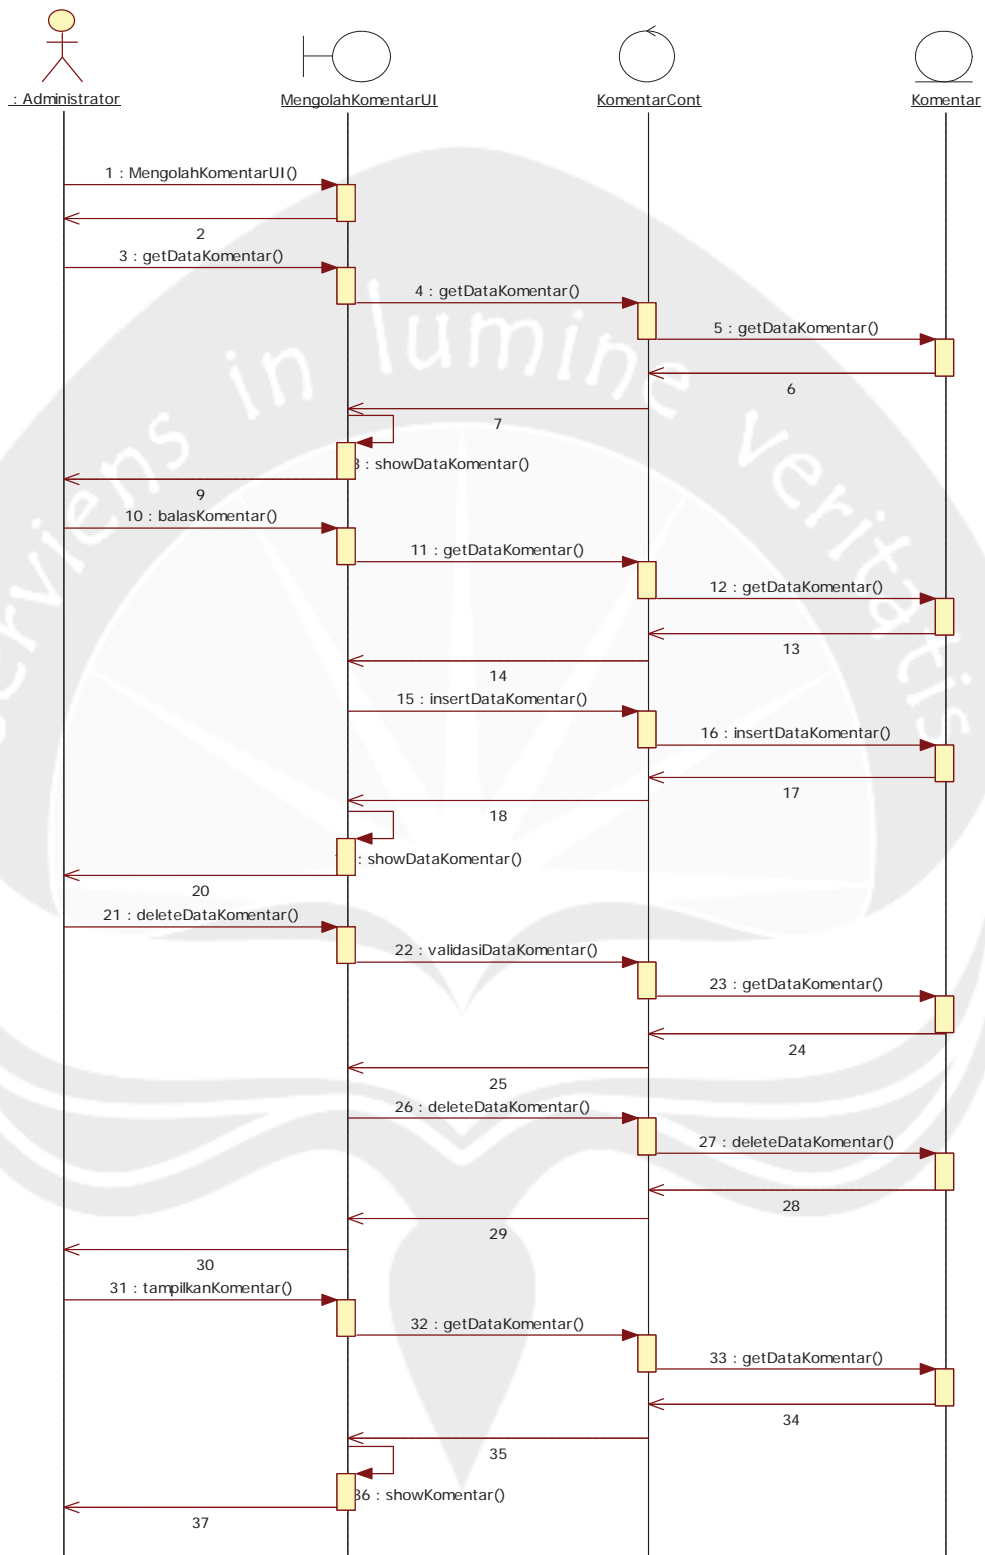 : Administrator
MengolahKomentarUI
KomentarCont
Komentar
1 : MengolahKomentarUI()
2
3 : getDataKomentar()
4 : getDataKomentar()
5 : getDataKomentar()
6
7
: showDataKomentar()
9
10 : balasKomentar()
11 : getDataKomentar()
12 : getDataKomentar()
13
14
15 : insertDataKomentar()
16 : insertDataKomentar()
17
18
: showDataKomentar()
20
21 : deleteDataKomentar()
22 : validasiDataKomentar()
23 : getDataKomentar()
24
25
26 : deleteDataKomentar()
27 : deleteDataKomentar()
28
29
30
31 : tampilkanKomentar()
32 : getDataKomentar()
33 : getDataKomentar()
34
35
36 : showKomentar()
37
serviens in lumine veritatis